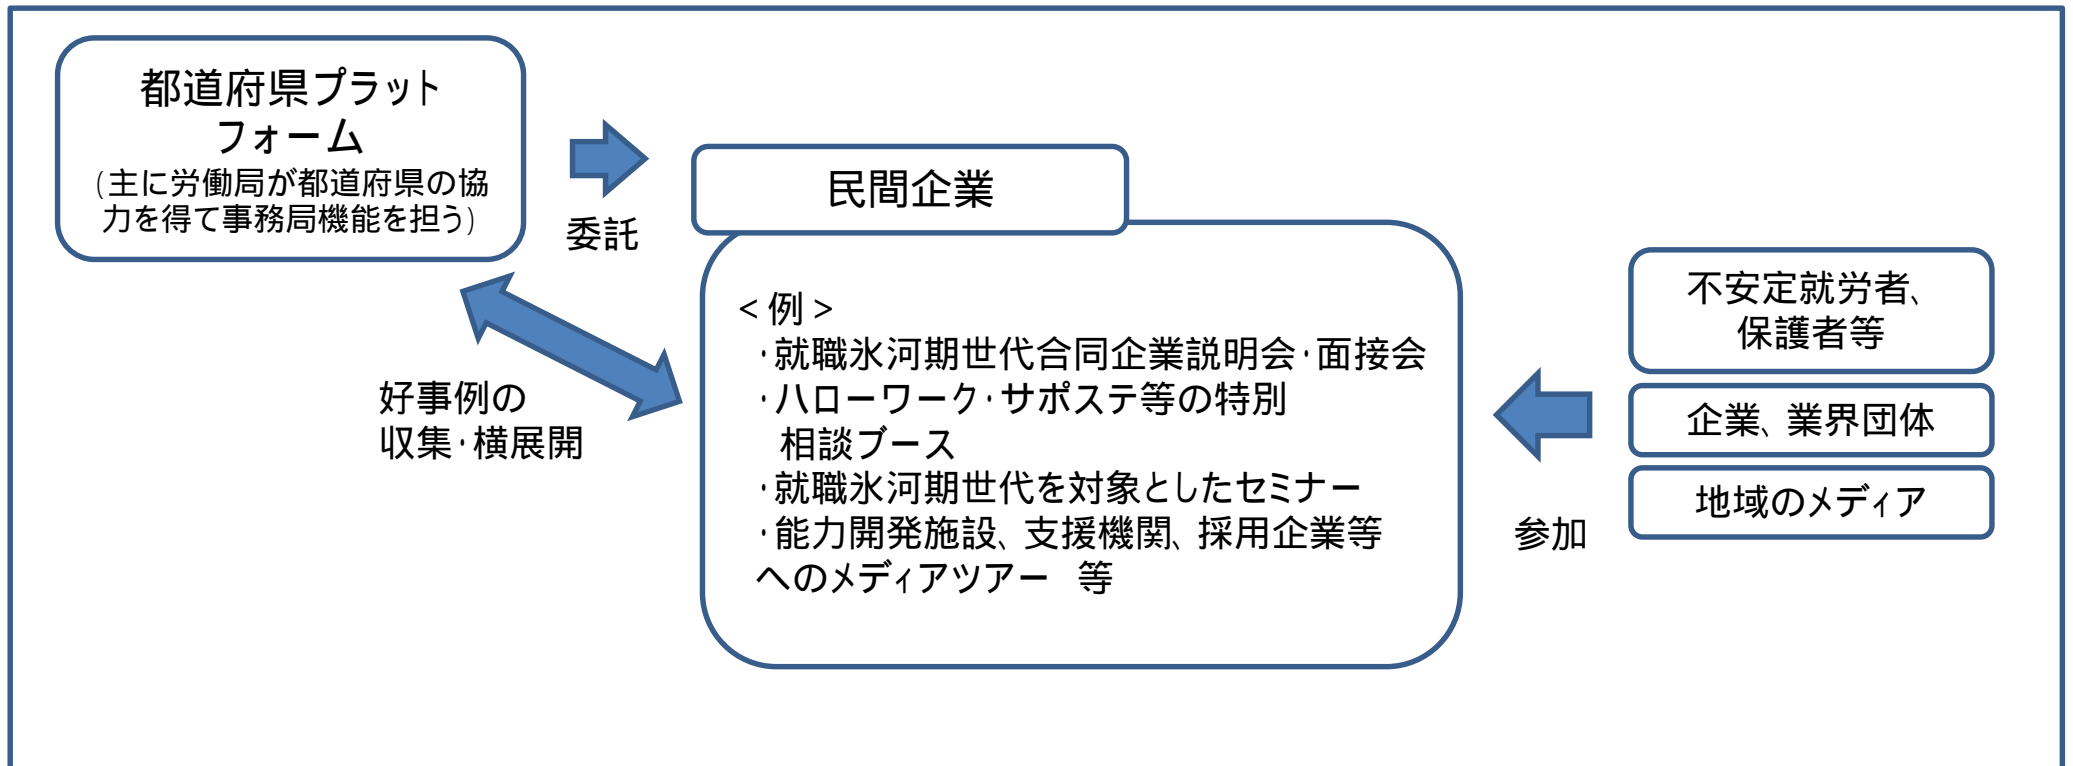 都道府県プラット
フォーム
(主に労働局が都道府県の協
力を得て事務局機能を担う)
委託
民間企業
好事例の
収集・横展開
<例>
・就職氷河期世代合同企業説明会・面接会
・ハローワーク・サポステ等の特別
相談ブース
・就職氷河期世代を対象としたセミナー
・能力開発施設、支援機関、採用企業等
へのメディアツアー　等
不安定就労者、
保護者等
企業、業界団体
地域のメディア
参加